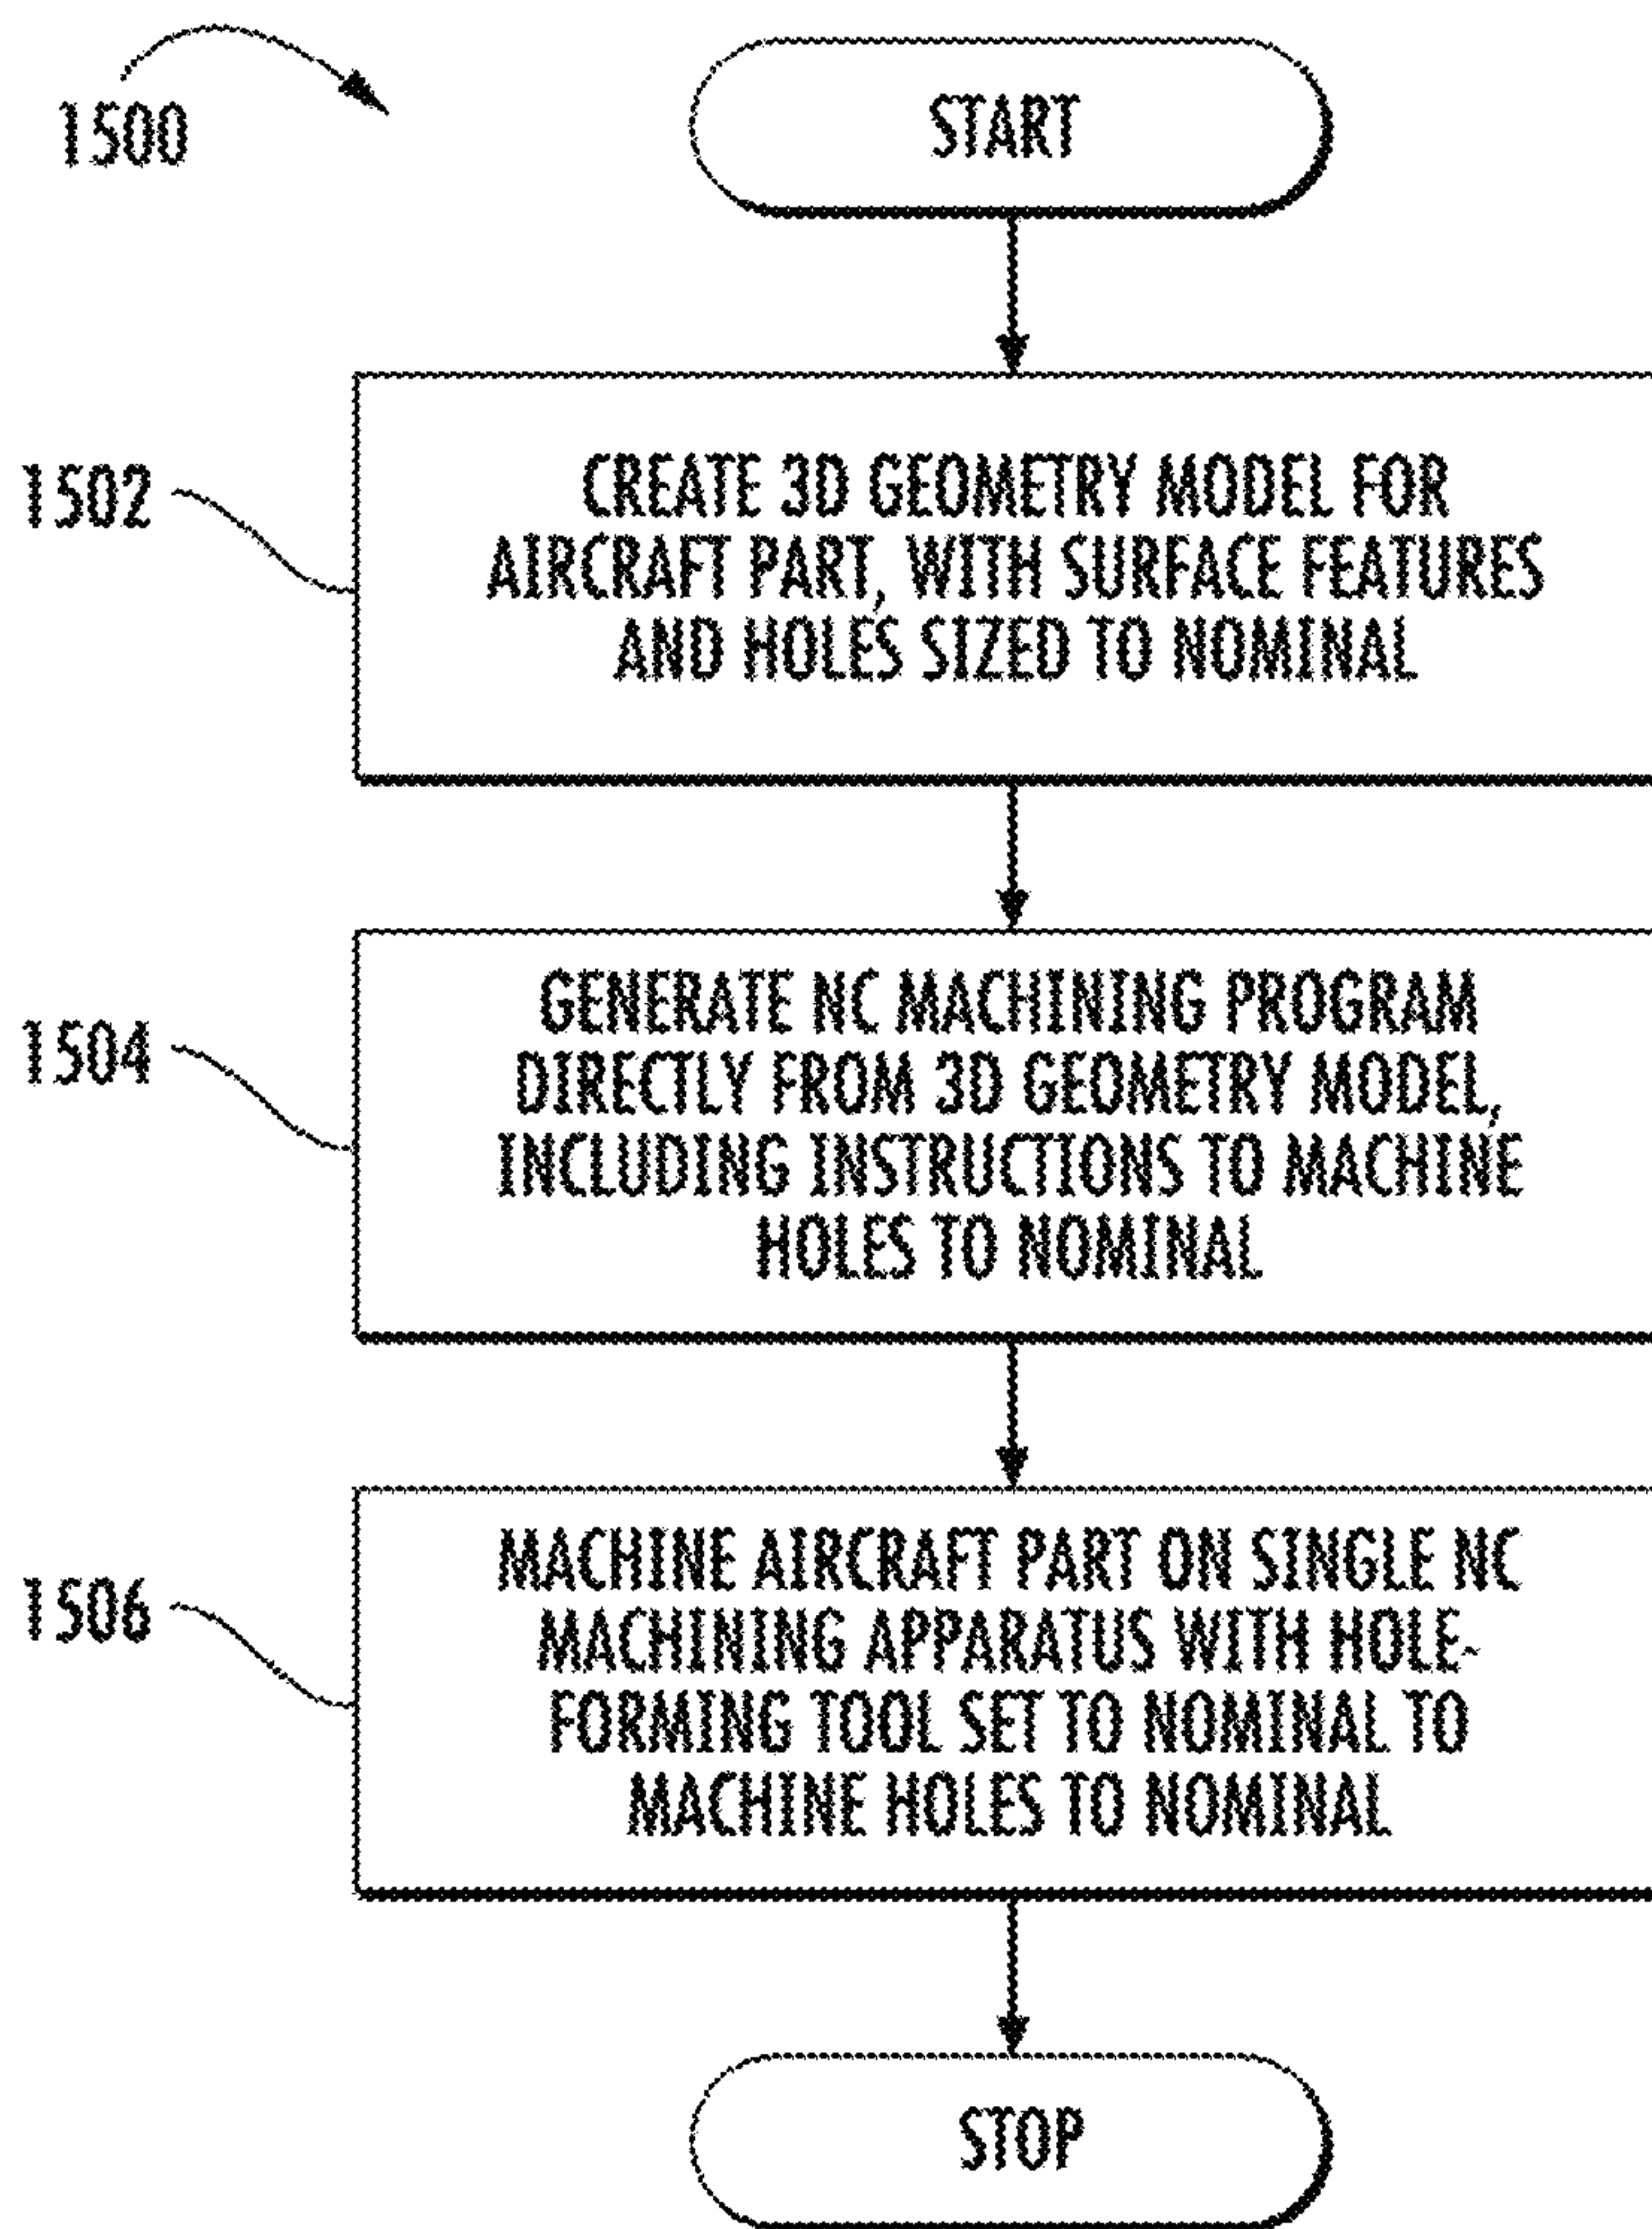 1500
START
1502
CREATE 3D GEOMETRY MODEL FOR
AIRCRAFT PART, WITH SURFACE FEATURES
AND HOLES SIZED TO NOMINAL
1504
GENERATE NC MACHINING PROGRAM
DIRECTLY FROM 3D GEOMETRY MODEL,
INCLUDING INSTRUCTIONS TO MACHINE
HOLES TO NOMINAL
1506
MACHINE AIRCRAFT PART ON SINGLE NC
MACHINING APPARATUS WITH HOLE-
FORMING TOOL SET TO NOMINAL TO
MACHINE HOLES TO NOMINAL
STOP